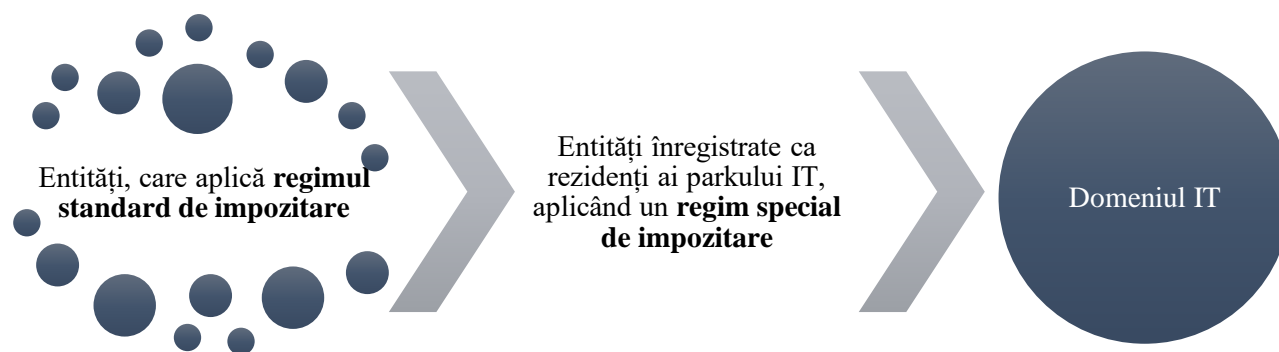 Entități, care aplică regimul
standard de impozitare
Entități înregistrate ca
rezidenți ai parkului IT,
aplicând un regim special
de impozitare
Domeniul IT